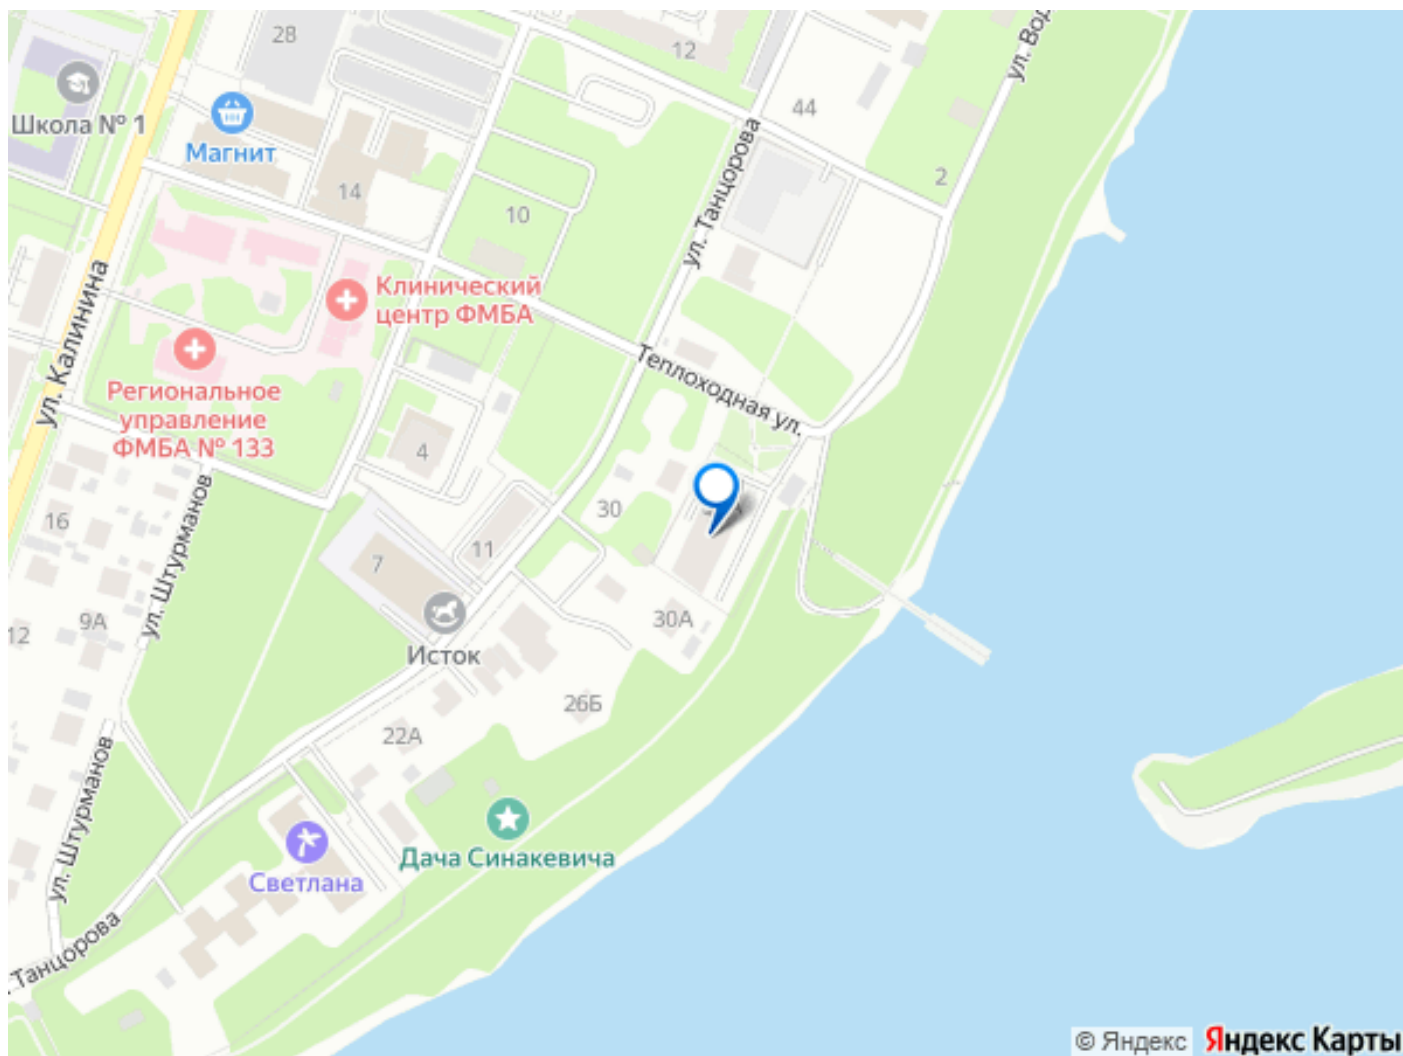 28
12
ул. Вод
Школа № 1
Магнит
44
14
10
ул. Танцорова
2
ул. Калинина
Клинический
центр ФМБА
Региональное
управление
ФМБА № 133
Теплоходная ул.
4
16
ул. Штурманов
30
11
7
12
9А
30А
Исток
26Б
22А
ул. Штурманов
Дача Синакевича
Светлана
. Танцорова
© Яндекс
Яндекс Карты